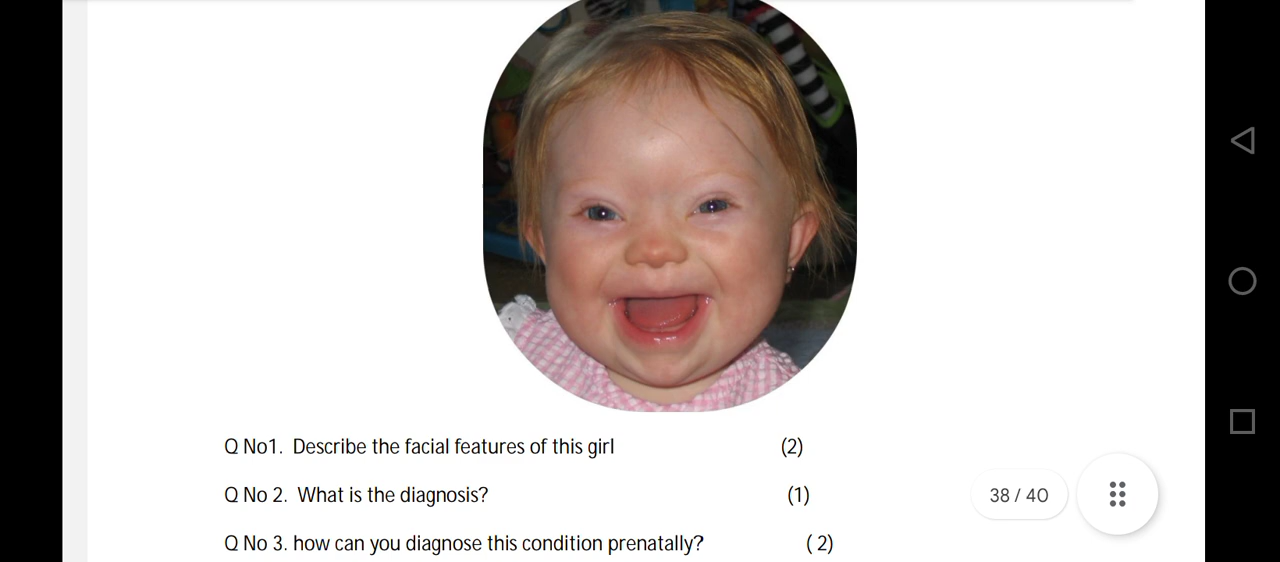 Q No1. Describe the facial features of this girl (2)
Q No 2. What is the diagnosis? (1)
38 / 40
Q No 3. how can you diagnose this condition prenatally? ( 2)